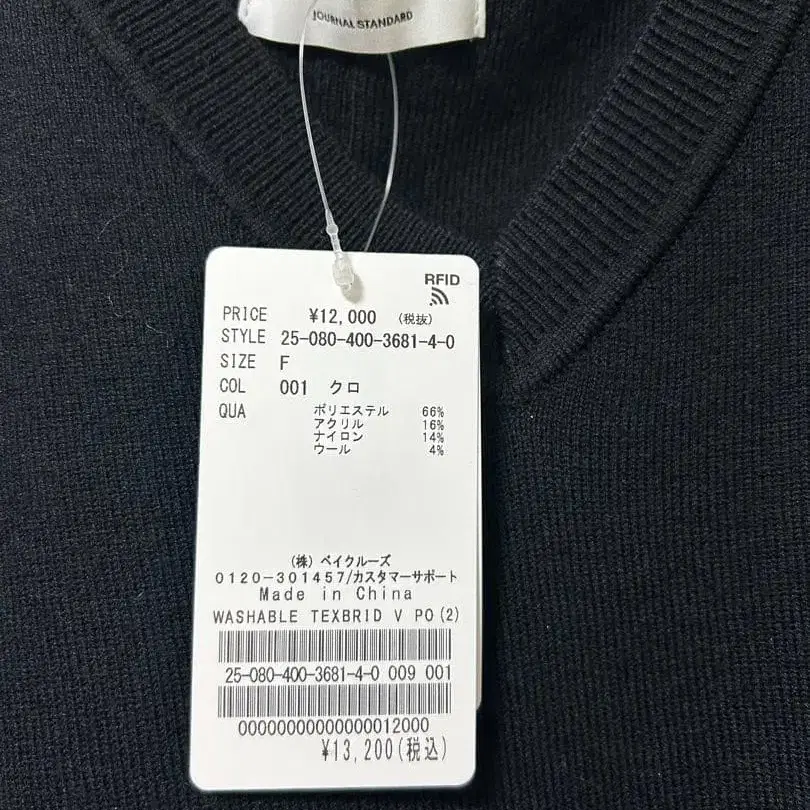 JOURNAL STANDARD
RFID
PRICE ¥12,000 (税抜)
STYLE 25-080-400-3681-4-0
SIZE F
COL 001 クロ
QUA ポリエステル 66%
アクリル 16%
ナイロン 14%
ウール 4%
(株) ベイクルーズ
0120-301457/カスタマーサポート
Made in China
WASHABLE TEXBRID V PO(2)
25-080-400-3681-4-0 009 001
00000000000000012000
¥13,200(税込)